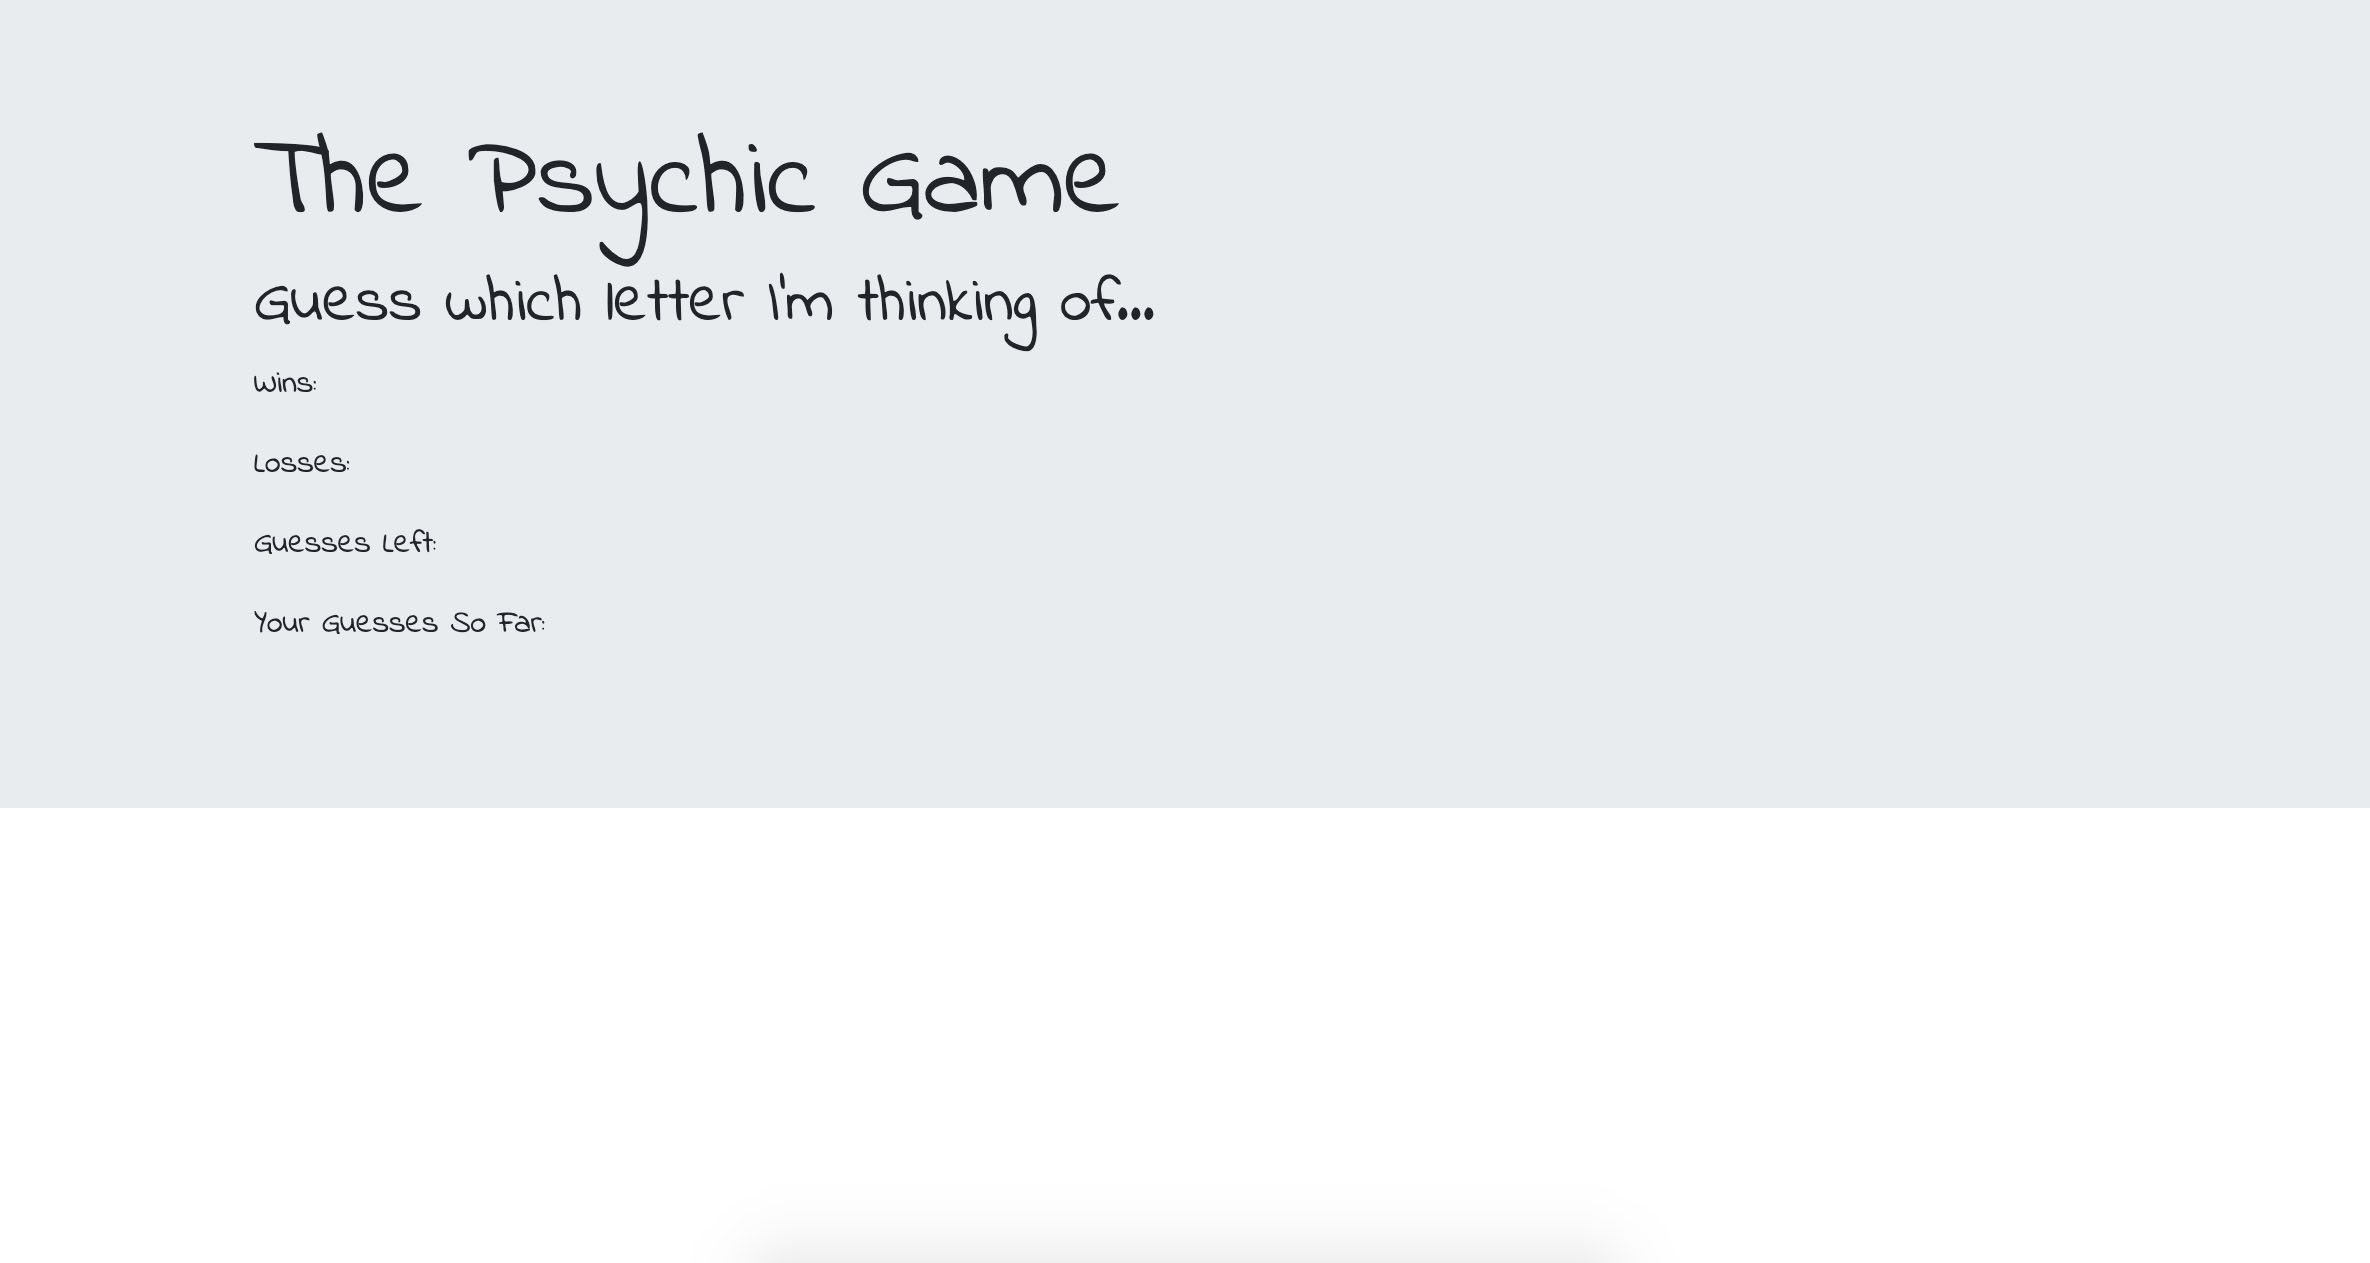 The Psychic Game
Guess which letter I'm thinking of...
Wins:
Losses:
Guesses Left:
Your Guesses So Far: